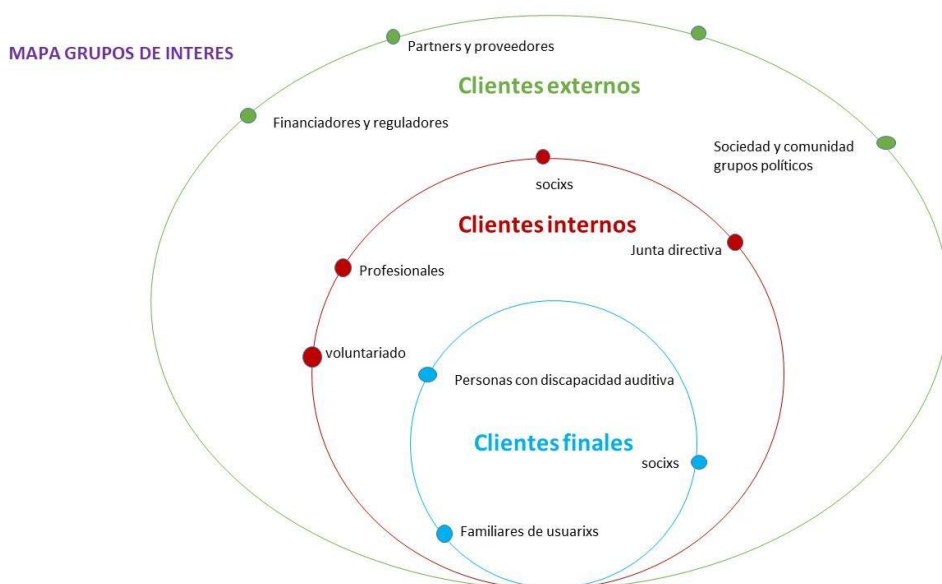 Partners y proveedores
MAPA GRUPOS DE INTERES
Clientes externos
Financiadores y reguladores
Sociedad y comunidad
grupos políticos
socixs
Clientes internos
Junta directiva
Profesionales
voluntariado
Personas con discapacidad auditiva
Clientes finales
socixs
Familiares de usuarixs